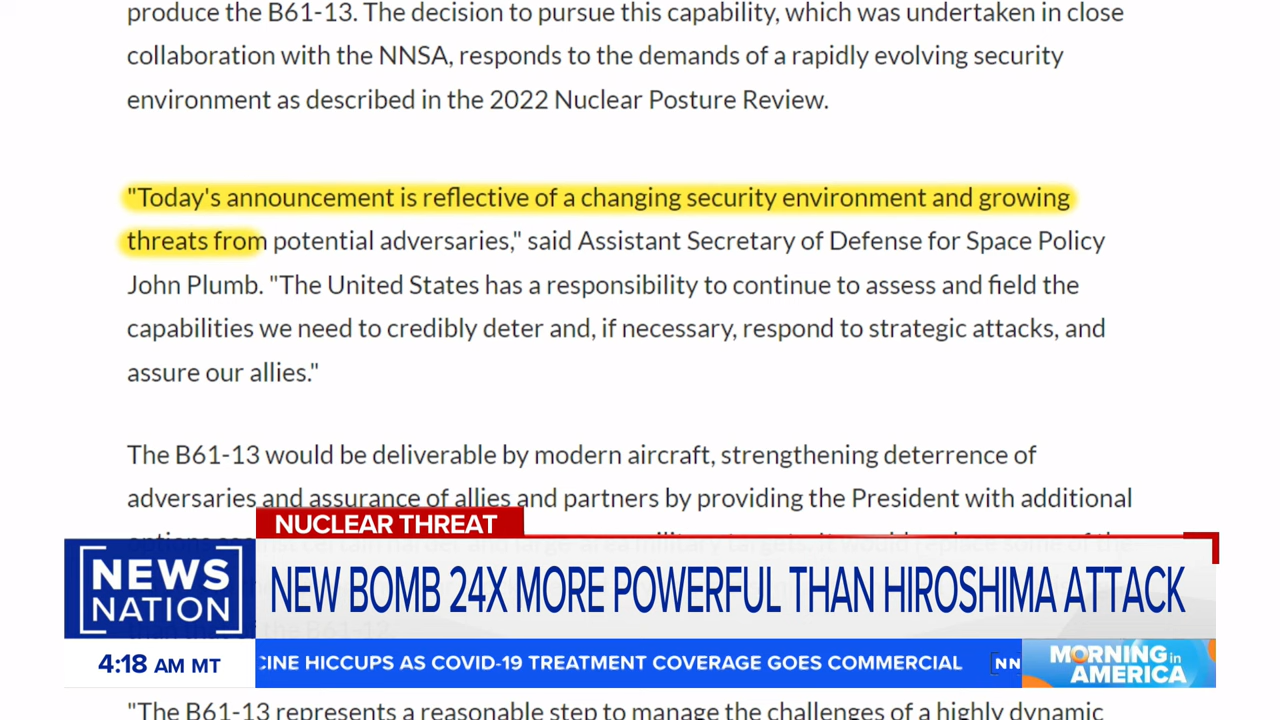 produce the B61-13. The decision to pursue this capability, which was undertaken in close
collaboration with the NNSA, responds to the demands of a rapidly evolving security
environment as described in the 2022 Nuclear Posture Review.
"Today's announcement is reflective of a changing security environment and growing
threats from potential adversaries," said Assistant Secretary of Defense for Space Policy
John Plumb. "The United States has a responsibility to continue to assess and field the
capabilities we need to credibly deter and, if necessary, respond to strategic attacks, and
assure our allies."
The B61-13 would be deliverable by modern aircraft, strengthening deterrence of
adversaries and assurance of allies and partners by providing the President with additional
NUCLEAR THREAT
NEWS
NATION
NEW BOMB 24X MORE POWERFUL THAN HIROSHIMA ATTACK
4:18 AM MT
CINE HICCUPS AS COVID-19 TREATMENT COVERAGE GOES COMMERCIAL
NN
MORNING in
AMERICA
"The B61-13 represents a reasonable step to manage the challenges of a highly dynamic